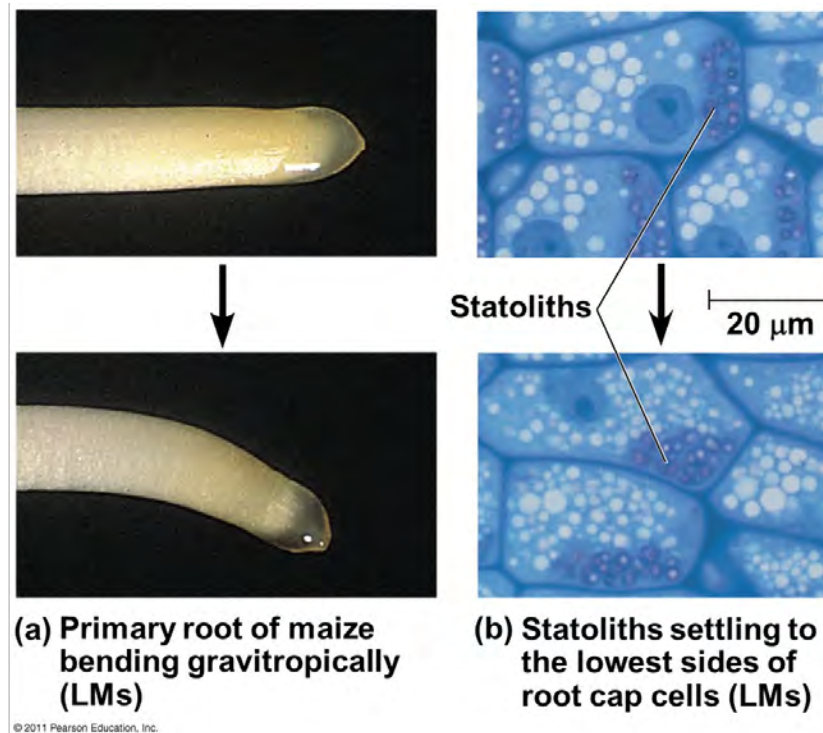 Statoliths
20 μm
(a) Primary root of maize
bending gravitropically
(LMs)
(b) Statoliths settling to
the lowest sides of
root cap cells (LMs)
© 2011 Pearson Education, Inc.